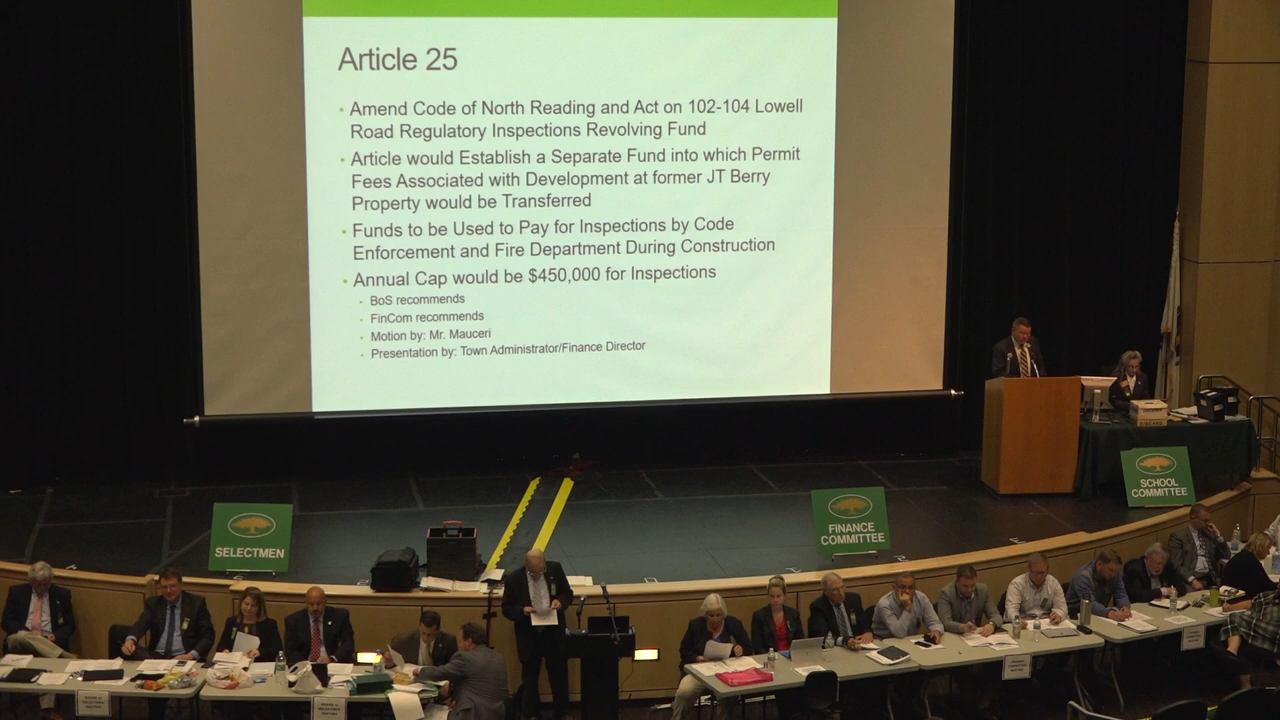 Article 25
• Amend Code of North Reading and Act on 102-104 Lowell
Road Regulatory Inspections Revolving Fund
• Article would Establish a Separate Fund into which Permit
Fees Associated with Development at former JT Berry
Property would be Transferred
• Funds to be Used to Pay for Inspections by Code
Enforcement and Fire Department During Construction
• Annual Cap would be $450,000 for Inspections
• BoS recommends
• FinCom recommends
• Motion by: Mr. Mauceri
• Presentation by: Town Administrator/Finance Director
SELECTMEN
FINANCE
COMMITTEE
SCHOOL
COMMITTEE